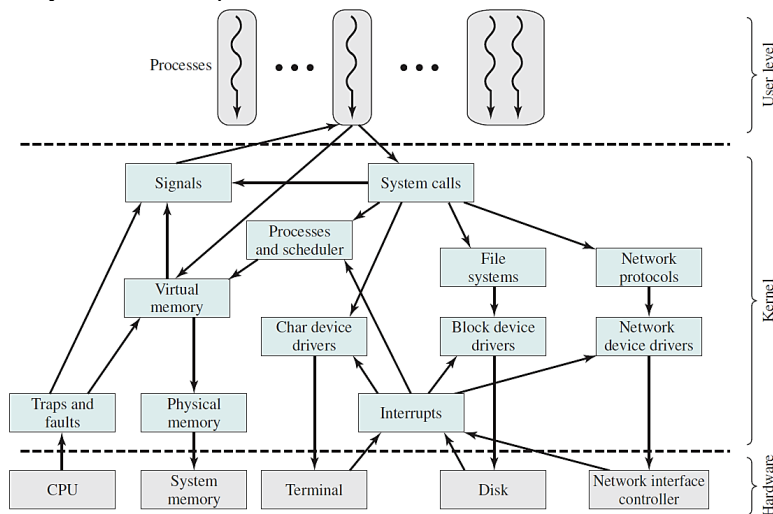 Processes
User level
Signals
System calls
Processes
and scheduler
File
systems
Network
protocols
Virtual
memory
Char device
drivers
Block device
drivers
Network
device drivers
Kernel
Traps and
faults
Physical
memory
Interrupts
CPU
System
memory
Terminal
Disk
Network interface
controller
Hardware